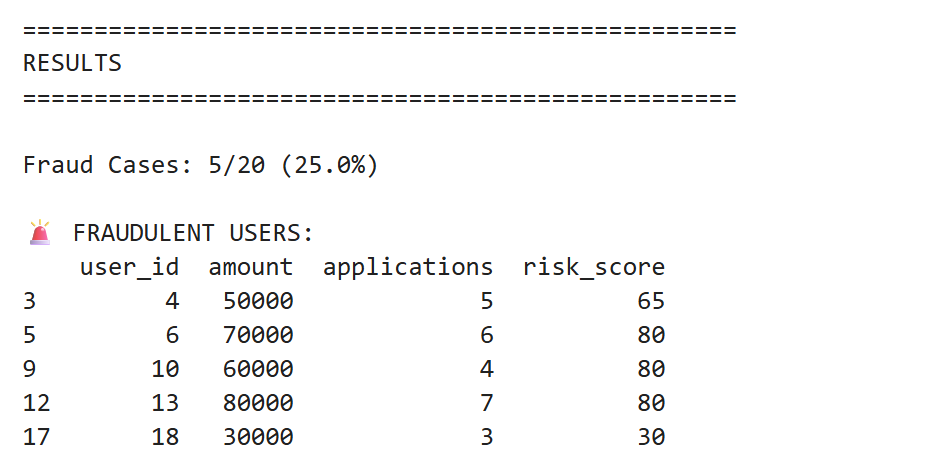 ==================================================
RESULTS
==================================================
Fraud Cases: 5/20 (25.0%)
🚨 FRAUDULENT USERS:
    user_id  amount  applications  risk_score
3         4   50000             5          65
5         6   70000             6          80
9        10   60000             4          80
12       13   80000             7          80
17       18   30000             3          30